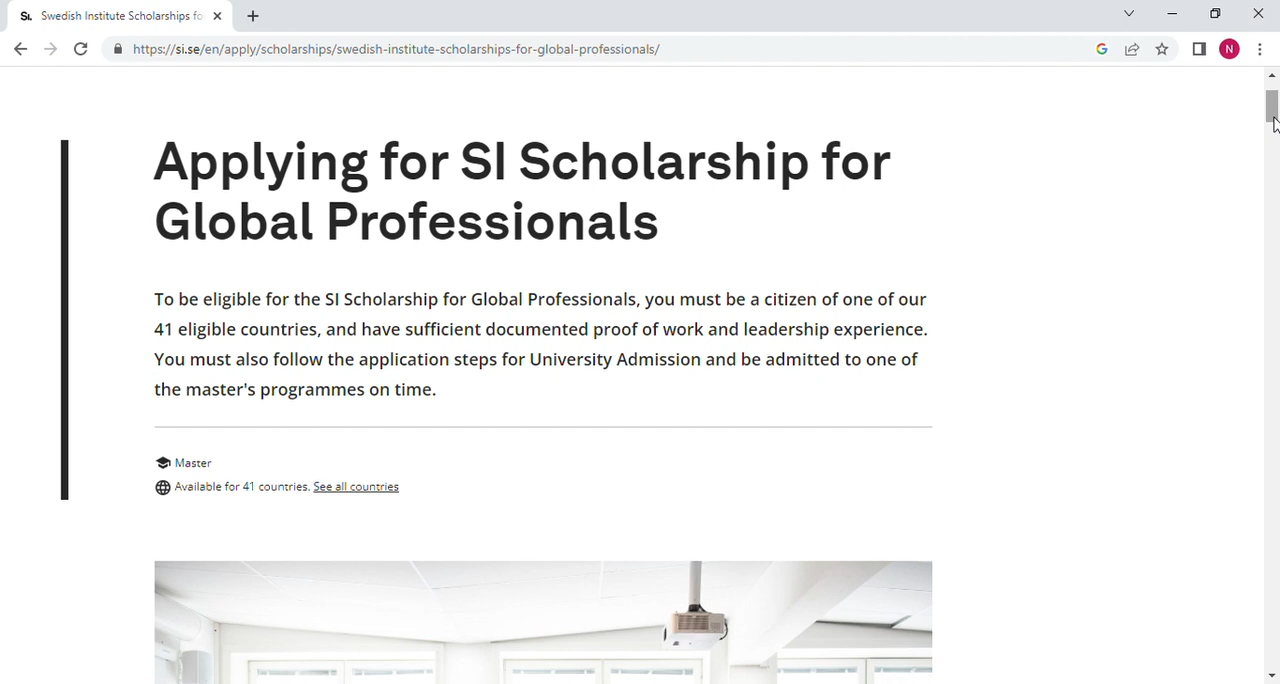 Si. Swedish Institute Scholarships fo
https://si.se/en/apply/scholarships/swedish-institute-scholarships-for-global-professionals/
N
Applying for SI Scholarship for
Global Professionals
To be eligible for the SI Scholarship for Global Professionals, you must be a citizen of one of our
41 eligible countries, and have sufficient documented proof of work and leadership experience.
You must also follow the application steps for University Admission and be admitted to one of
the master's programmes on time.
Master
Available for 41 countries. See all countries